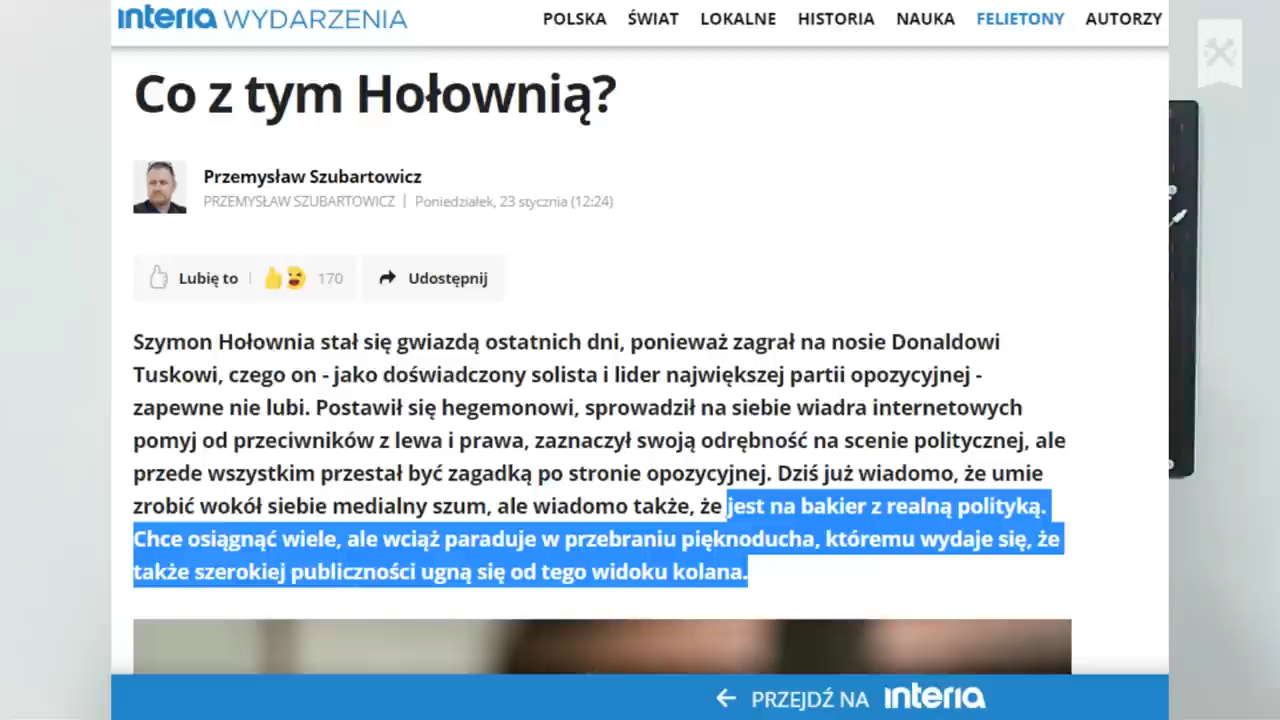 interia WYDARZENIA
POLSKA ŚWIAT LOKALNE HISTORIA NAUKA FELIETONY AUTORZY
Co z tym Hołownią?
Przemysław Szubartowicz
PRZEMYSŁAW SZUBARTOWICZ | Poniedziałek, 23 stycznia (12:24)
Lubię to | 170 Udostępnij
Szymon Hołownia stał się gwiazdą ostatnich dni, ponieważ zagrał na nosie Donaldowi
Tuskowi, czego on - jako doświadczony solista i lider największej partii opozycyjnej -
zapewne nie lubi. Postawił się hegemonowi, sprowadził na siebie wiadra internetowych
pomyj od przeciwników z lewa i prawa, zaznaczył swoją odrębność na scenie politycznej, ale
przede wszystkim przestał być zagadką po stronie opozycyjnej. Dziś już wiadomo, że umie
zrobić wokół siebie medialny szum, ale wiadomo także, że jest na bakier z realną polityką.
Chce osiągnąć wiele, ale wciąż paraduje w przebraniu pięknoducha, któremu wydaje się, że
także szerokiej publiczności ugną się od tego widoku kolana.
PRZEJDŹ NA interia